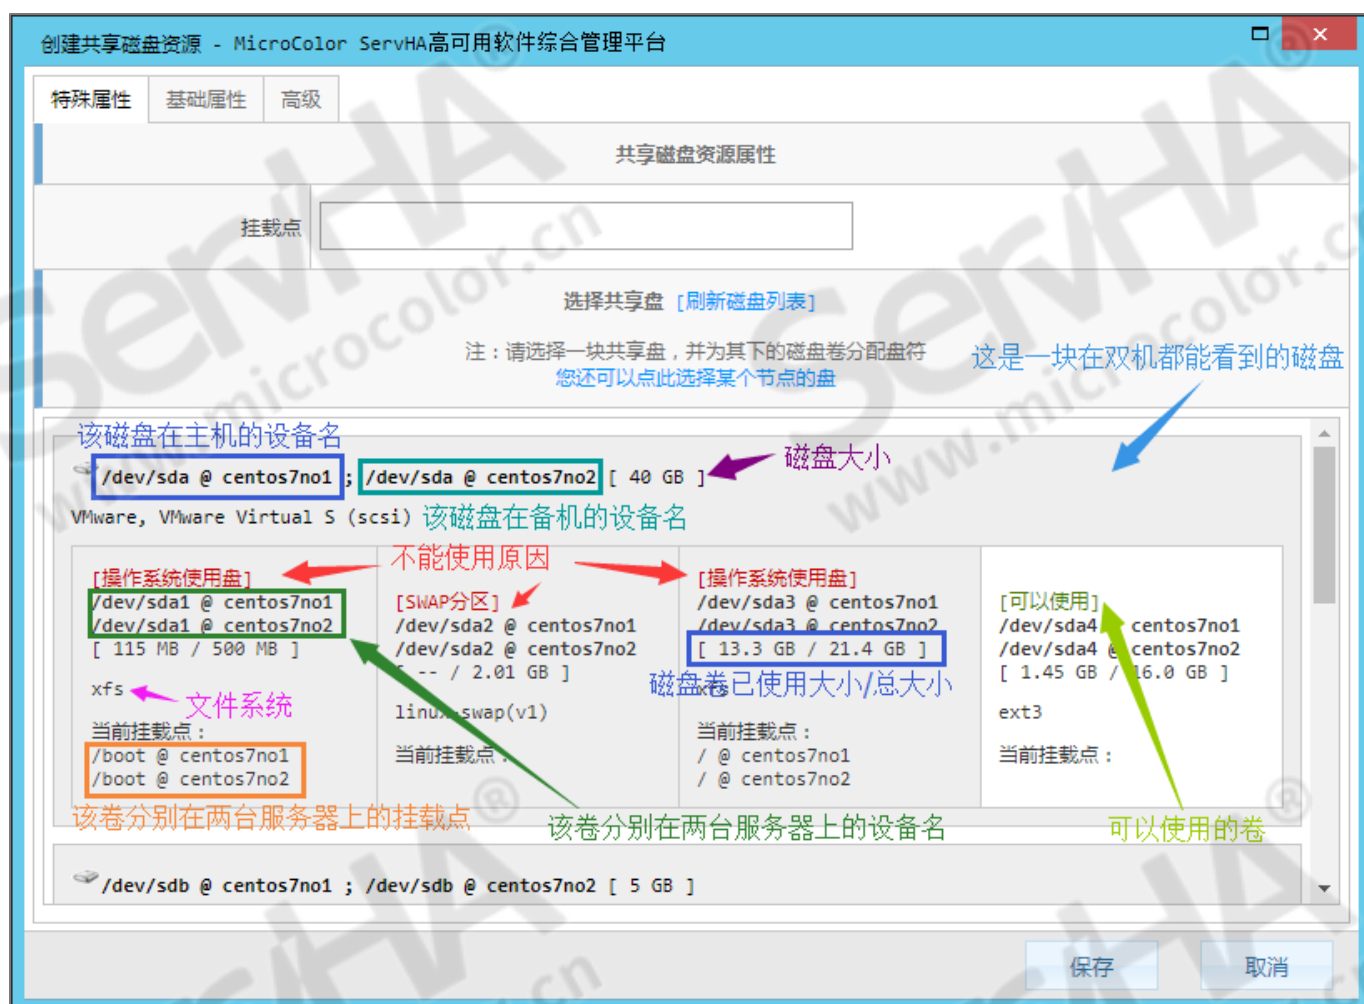 创建共享磁盘资源 - MicroColor ServHA高可用软件综合管理平台
特殊属性 基础属性 高级
共享磁盘资源属性
挂载点
选择共享盘 [刷新磁盘列表]
注：请选择一块共享盘，并为其下的磁盘卷分配盘符
您还可以点此选择某个节点的盘
这是一块在双机都能看到的磁盘
该磁盘在主机的设备名
磁盘大小
/dev/sda @ centos7no1 ; /dev/sda @ centos7no2 [ 40 GB ]
VMware, VMware Virtual S (scsi)
该磁盘在备机的设备名
不能使用原因
[操作系统使用盘]
/dev/sda1 @ centos7no1
/dev/sda1 @ centos7no2
[ 115 MB / 500 MB ]
xfs
文件系统
当前挂载点：
/boot @ centos7no1
/boot @ centos7no2
该卷分别在两台服务器上的挂载点
[SWAP分区]
/dev/sda2 @ centos7no1
/dev/sda2 @ centos7no2
[ -- / 2.01 GB ]
linux-swap(v1)
当前挂载点：
[操作系统使用盘]
/dev/sda3 @ centos7no1
/dev/sda3 @ centos7no2
[ 13.3 GB / 21.4 GB ]
磁盘卷已使用大小/总大小
xfs
当前挂载点：
/ @ centos7no1
/ @ centos7no2
该卷分别在两台服务器上的设备名
[可以使用]
/dev/sda4 @ centos7no1
/dev/sda4 @ centos7no2
[ 1.45 GB / 16.0 GB ]
ext3
当前挂载点：
可以使用的卷
/dev/sdb @ centos7no1 ; /dev/sdb @ centos7no2 [ 5 GB ]
保存 取消
ServHA®
www.microcolor.cn